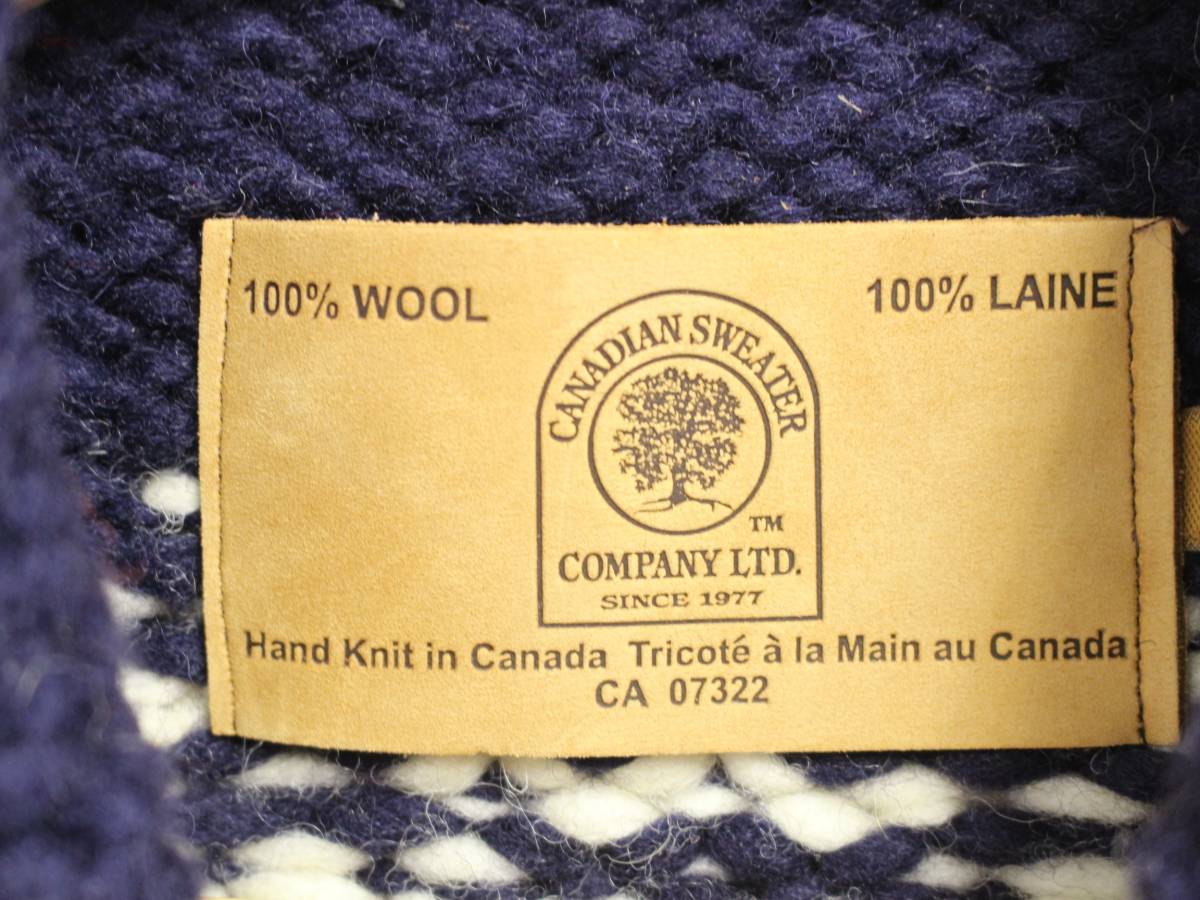 100% WOOL
100% LAINE
CANADIAN SWEATER
TM
COMPANY LTD.
SINCE 1977
Hand Knit in Canada Tricoté à la Main au Canada
CA 07322